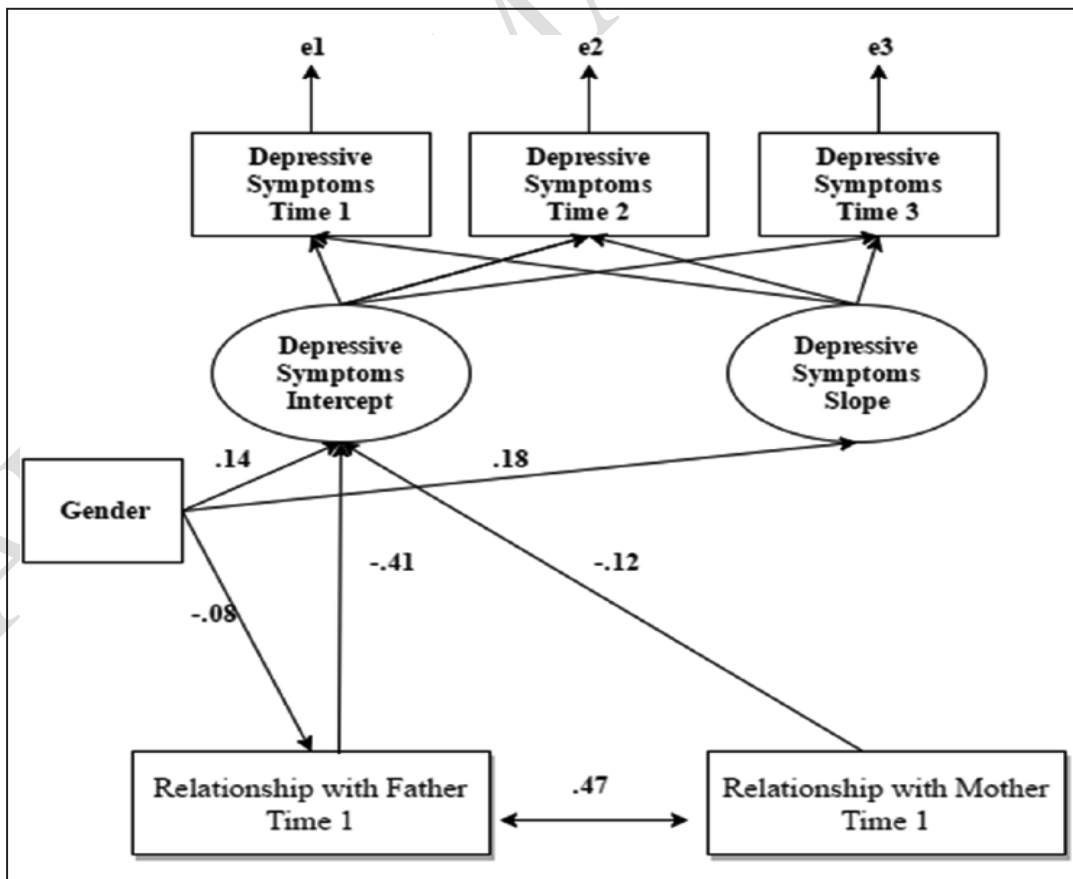 e1
e2
e3
Depressive
Symptoms
Time 1
Depressive
Symptoms
Time 2
Depressive
Symptoms
Time 3
Depressive
Symptoms
Intercept
Depressive
Symptoms
Slope
.14
.18
Gender
-.41
-.12
-.08
Relationship with Father
Time 1
.47
Relationship with Mother
Time 1